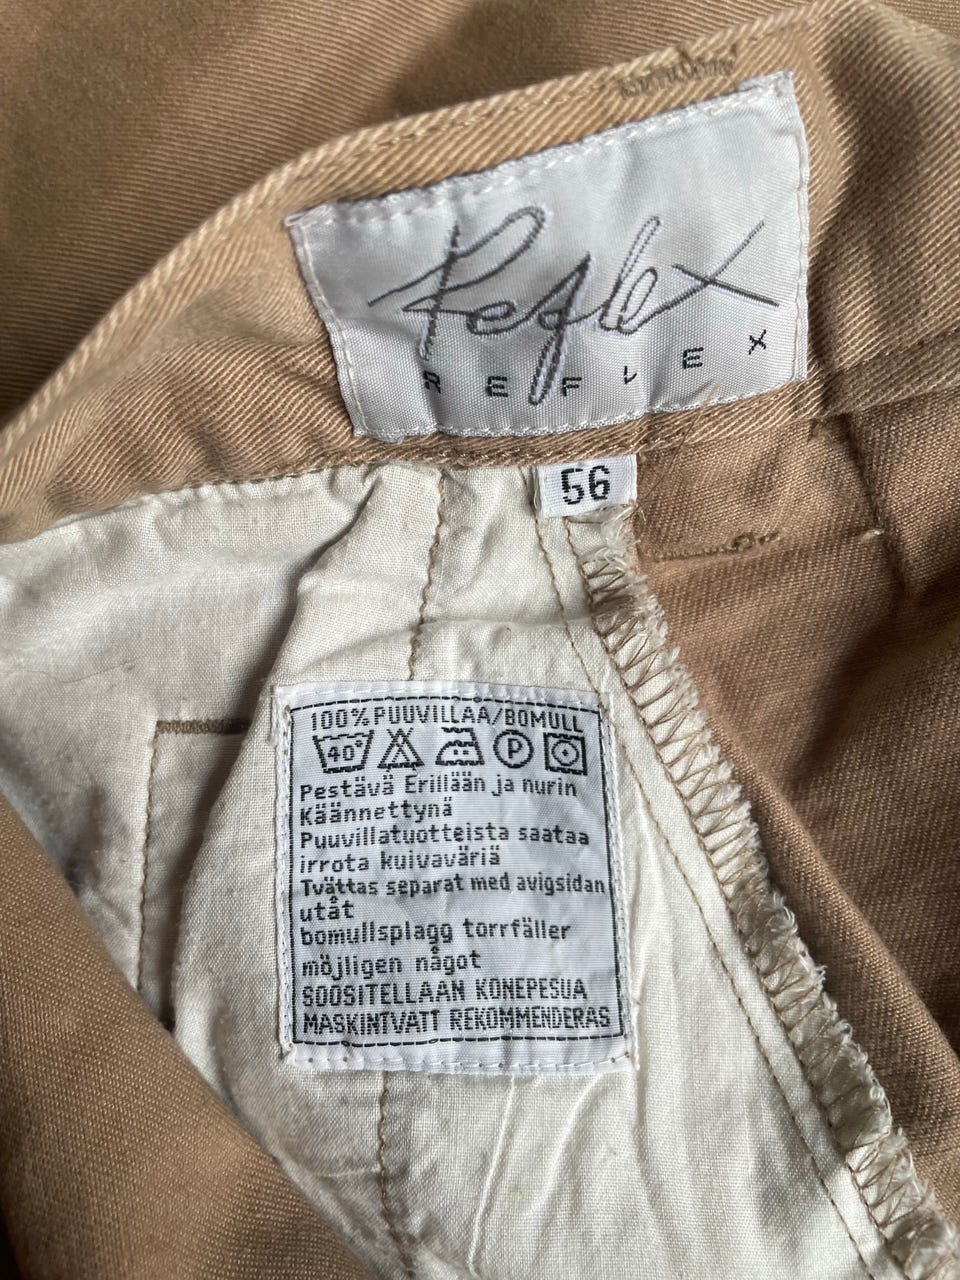 Reflex
REFLEX
56
100% PUUVILLAA/BOMULL
40° P
Pestävä Erillään ja nurin
Käännettynä
Puuvillatuotteista saataa
irrota kuivaväriä
Tvättas separat med avigsidan
utåt
bomullsplagg torrfäller
möjligen något
SOOSITELLAAN KONEPESUA
MASKINTVATT REKOMMENDERAS